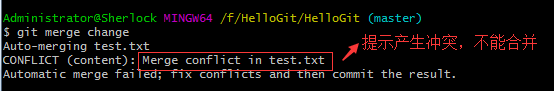 Administrator@Sherlock MINGW64 /f/HelloGit/HelloGit (master)
$ git merge change
Auto-merging test.txt
CONFLICT (content): Merge conflict in test.txt
Automatic merge failed; fix conflicts and then commit the result.
提示产生冲突，不能合并